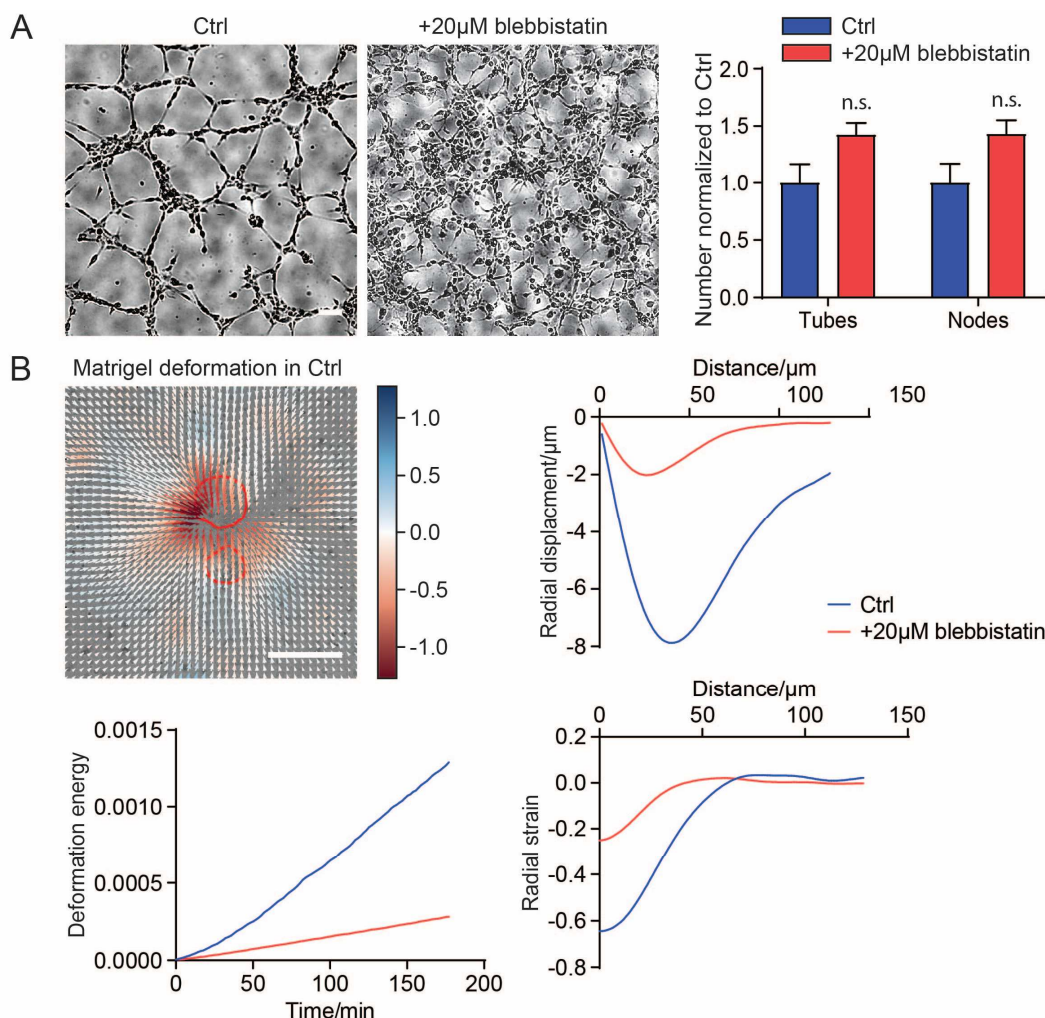 A
Ctrl
+20µM blebbistatin
Ctrl
+20µM blebbistatin
Number normalized to Ctrl
2.0
1.5
1.0
0.5
0.0
n.s.
n.s.
Tubes
Nodes
B
Matrigel deformation in Ctrl
1.0
0.5
0.0
-0.5
-1.0
Distance/µm
0
50
100
150
Radial displacment/µm
0
-2
-4
-6
-8
Ctrl
+20µM blebbistatin
Deformation energy
0.0015
0.0010
0.0005
0.0000
0
50
100
150
200
Time/min
Distance/µm
0
50
100
150
Radial strain
0.2
0.0
-0.2
-0.4
-0.6
-0.8